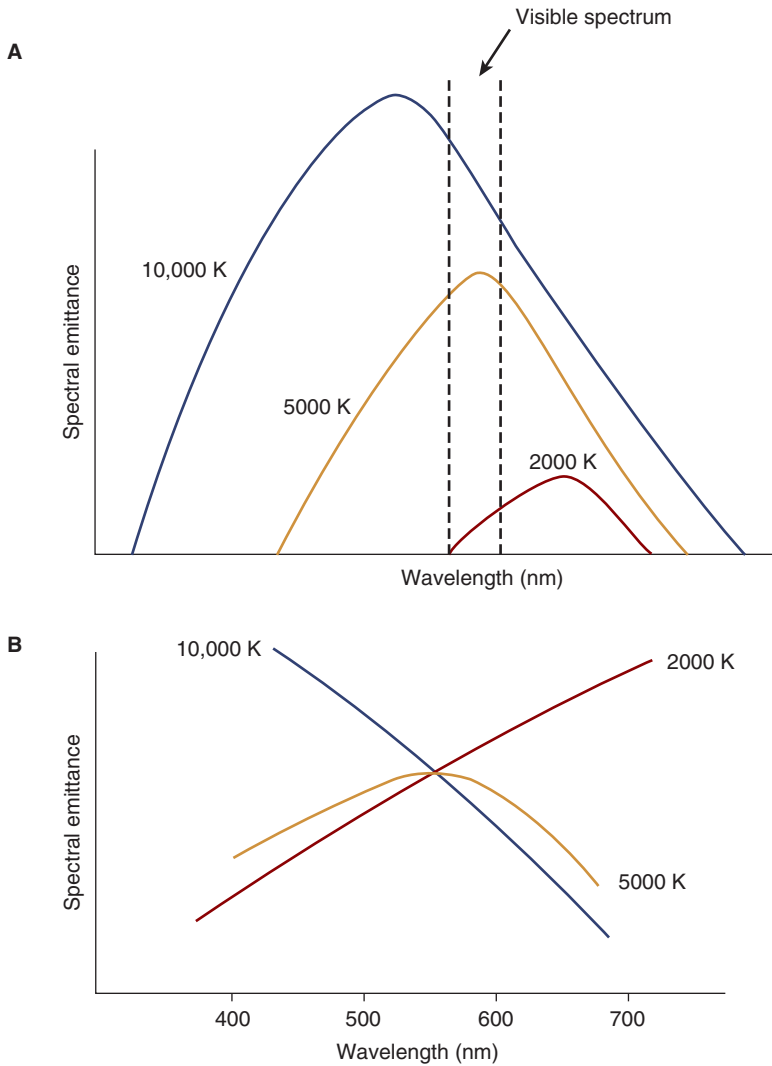 Visible spectrum
A
10,000 K
5000 K
2000 K
Spectral emittance
Wavelength (nm)
B
10,000 K
2000 K
5000 K
Spectral emittance
400 500 600 700
Wavelength (nm)